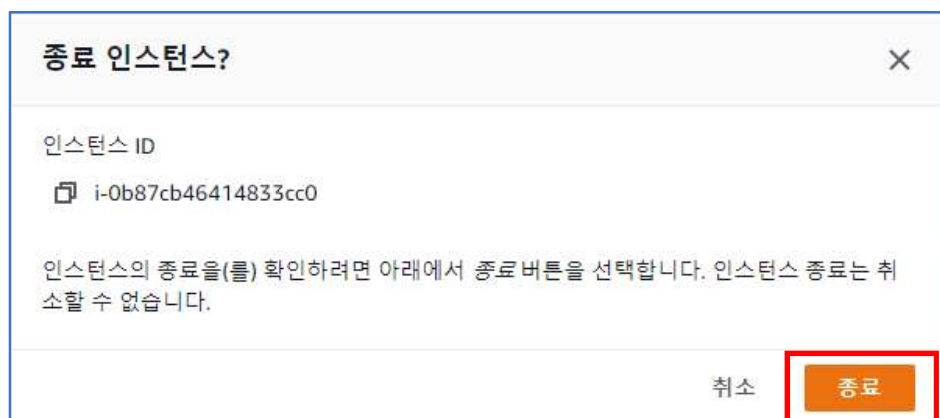 종료 인스턴스?
인스턴스 ID
i-0b87cb46414833cc0
인스턴스의 종료을(를) 확인하려면 아래에서 종료 버튼을 선택합니다. 인스턴스 종료는 취
소할 수 없습니다.
취소 종료